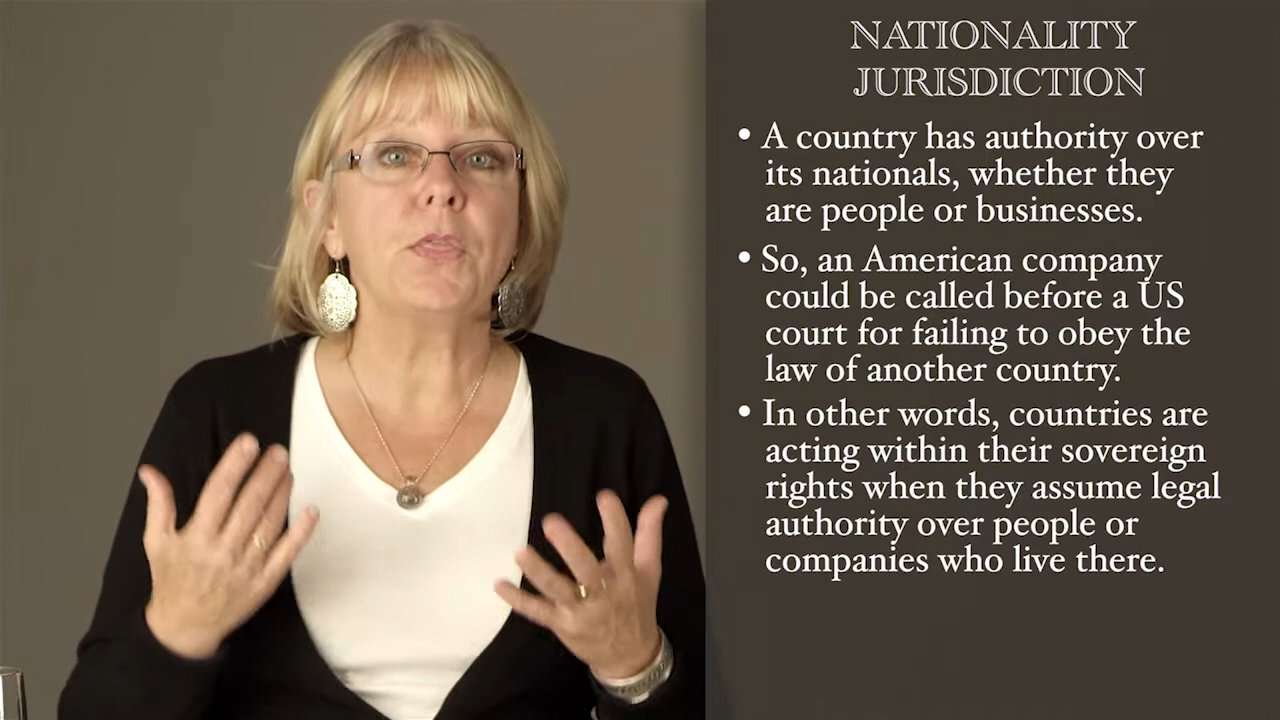 NATIONALITY
JURISDICTION
• A country has authority over
its nationals, whether they
are people or businesses.
• So, an American company
could be called before a US
court for failing to obey the
law of another country.
• In other words, countries are
acting within their sovereign
rights when they assume legal
authority over people or
companies who live there.